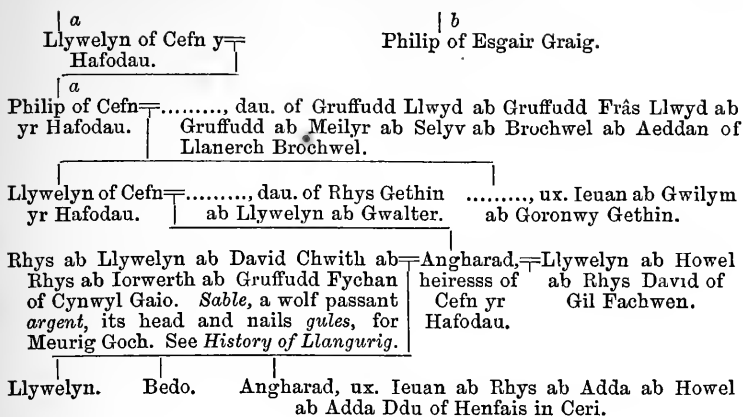 a b
Llywelyn of Cefn y Philip of Esgair Graig.
Hafodau.
a
Philip of Cefn ........., dau. of Gruffudd Llwyd ab Gruffudd Frâs Llwyd ab
yr Hafodau. Gruffudd ab Meilyr ab Selyv ab Brochwel ab Aeddan of
Llanerch Brochwel.
Llywelyn of Cefn ........., dau. of Rhys Gethin ........., ux. Ieuan ab Gwilym
yr Hafodau. ab Llywelyn ab Gwalter. ab Goronwy Gethin.
Rhys ab Llywelyn ab David Chwith ab Angharad, Llywelyn ab Howel
Rhys ab Iorwerth ab Gruffudd Fychan heiresss of ab Rhys David of
of Cynwyl Gaio. Sable, a wolf passant Cefn yr Gil Fachwen.
argent, its head and nails gules, for Hafodau.
Meurig Goch. See History of Llangurig.
Llywelyn. Bedo. Angharad, ux. Ieuan ab Rhys ab Adda ab Howel
ab Adda Ddu of Henfais in Ceri.